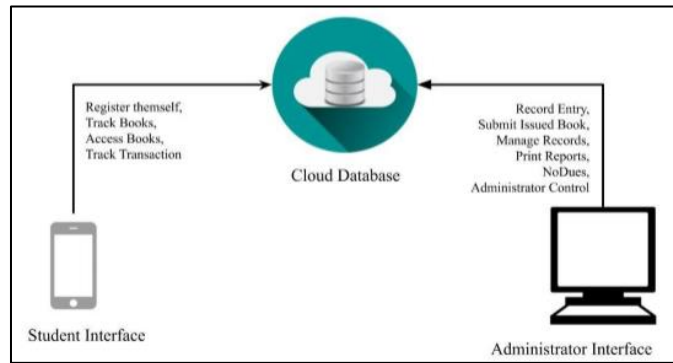 Register themself,
Track Books,
Access Books,
Track Transaction
Cloud Database
Record Entry,
Submit Issued Book,
Manage Records,
Print Reports,
NoDues,
Administrator Control
Student Interface
Administrator Interface